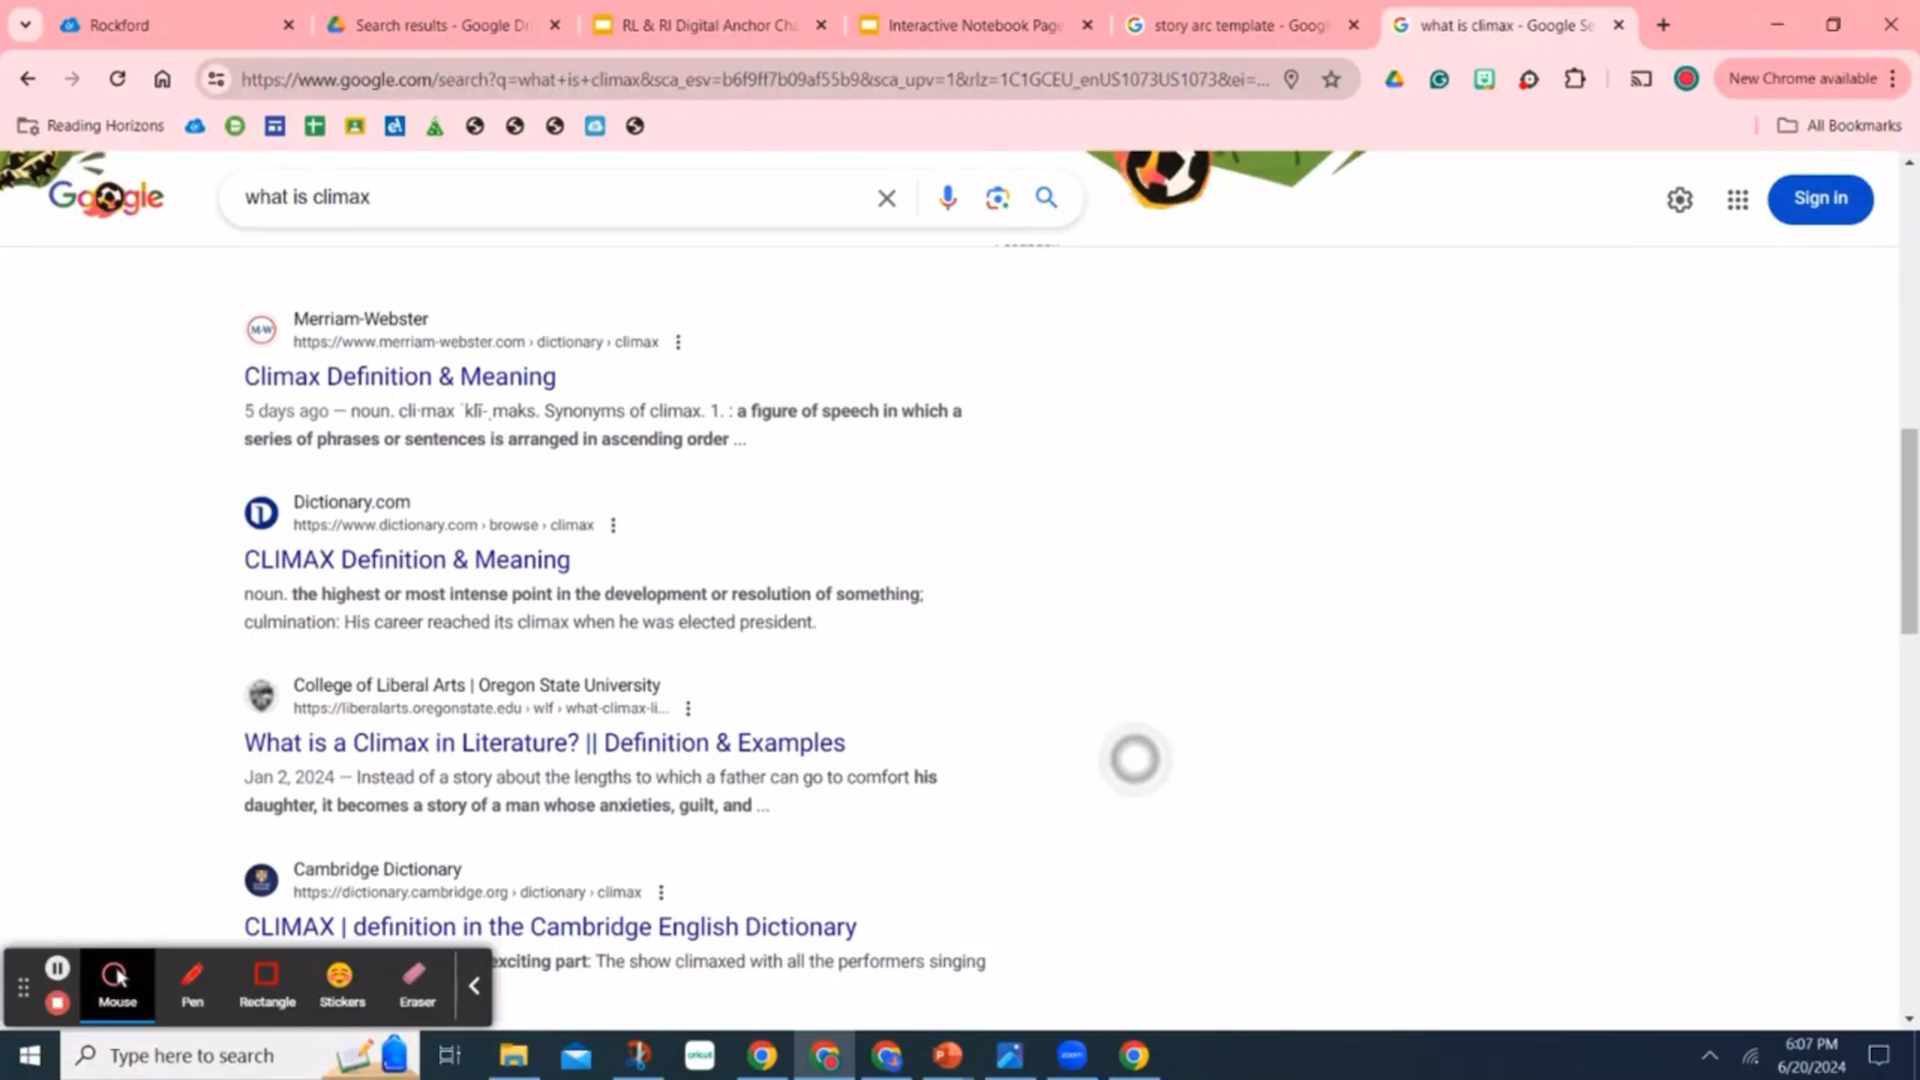 Rockford
Search results - Google Dr
RL & RI Digital Anchor Cha
Interactive Notebook Page
story arc template - Googl
what is climax - Google Se
https://www.google.com/search?q=what+is+climax&sca_esv=b6f9ff7b09af55b9&sca_upv=1&rlz=1C1GCEU_enUS1073US1073&ei=...
New Chrome available
Reading Horizons
All Bookmarks
Google
what is climax
Sign in
Merriam-Webster
https://www.merriam-webster.com › dictionary › climax
Climax Definition & Meaning
5 days ago — noun. cli·max ˈklī-ˌmaks. Synonyms of climax. 1. : a figure of speech in which a
series of phrases or sentences is arranged in ascending order ...
Dictionary.com
https://www.dictionary.com › browse › climax
CLIMAX Definition & Meaning
noun. the highest or most intense point in the development or resolution of something;
culmination: His career reached its climax when he was elected president.
College of Liberal Arts | Oregon State University
https://liberalarts.oregonstate.edu › wlf › what-climax-li...
What is a Climax in Literature? || Definition & Examples
Jan 2, 2024 — Instead of a story about the lengths to which a father can go to comfort his
daughter, it becomes a story of a man whose anxieties, guilt, and ...
Cambridge Dictionary
https://dictionary.cambridge.org › dictionary › climax
CLIMAX | definition in the Cambridge English Dictionary
exciting part: The show climaxed with all the performers singing
Mouse
Pen
Rectangle
Stickers
Eraser
Type here to search
cricut
zoom
6:07 PM
6/20/2024